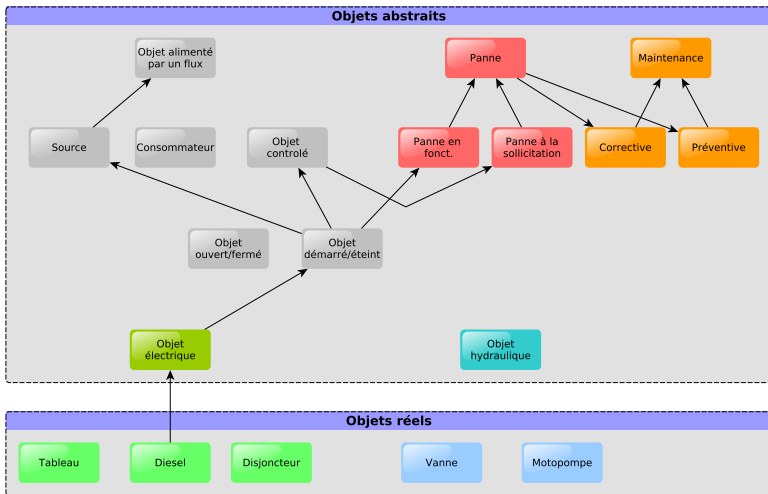 Objets abstraits
Objet alimenté
par un flux
Panne
Maintenance
Source
Consommateur
Objet
controlé
Panne en
fonct.
Panne à la
sollicitation
Corrective
Préventive
Objet
ouvert/fermé
Objet
démarré/éteint
Objet
électrique
Objet
hydraulique
Objets réels
Tableau
Diesel
Disjoncteur
Vanne
Motopompe